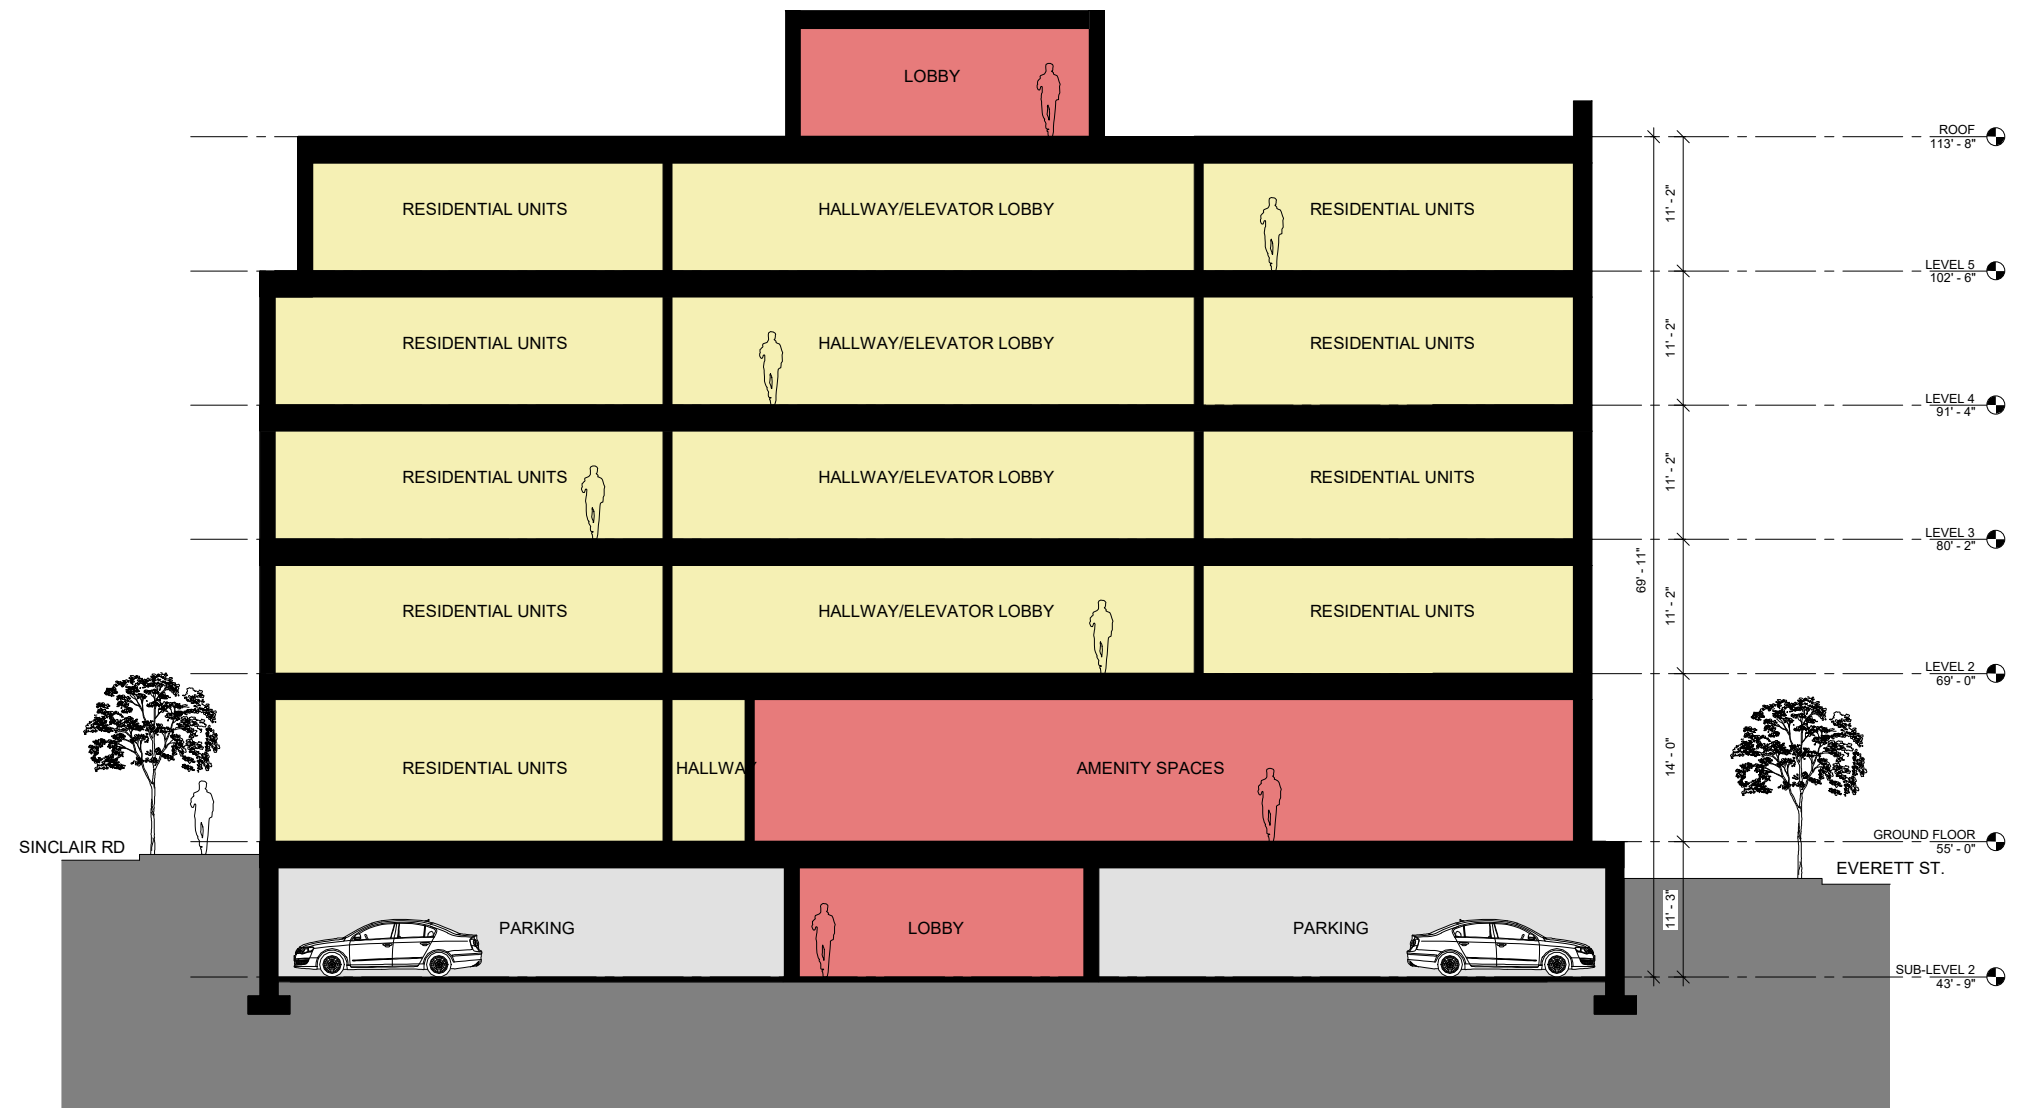 LOBBY
ROOF
113' - 8"
RESIDENTIAL UNITS
HALLWAY/ELEVATOR LOBBY
RESIDENTIAL UNITS
11' - 2"
LEVEL 5
102' - 6"
RESIDENTIAL UNITS
HALLWAY/ELEVATOR LOBBY
RESIDENTIAL UNITS
11' - 2"
LEVEL 4
91' - 4"
RESIDENTIAL UNITS
HALLWAY/ELEVATOR LOBBY
RESIDENTIAL UNITS
11' - 2"
LEVEL 3
80' - 2"
69' - 11"
RESIDENTIAL UNITS
HALLWAY/ELEVATOR LOBBY
RESIDENTIAL UNITS
11' - 2"
LEVEL 2
69' - 0"
RESIDENTIAL UNITS
HALLWAY
AMENITY SPACES
14' - 0"
GROUND FLOOR
55' - 0"
SINCLAIR RD
EVERETT ST.
PARKING
LOBBY
PARKING
11' - 3"
SUB-LEVEL 2
43' - 9"